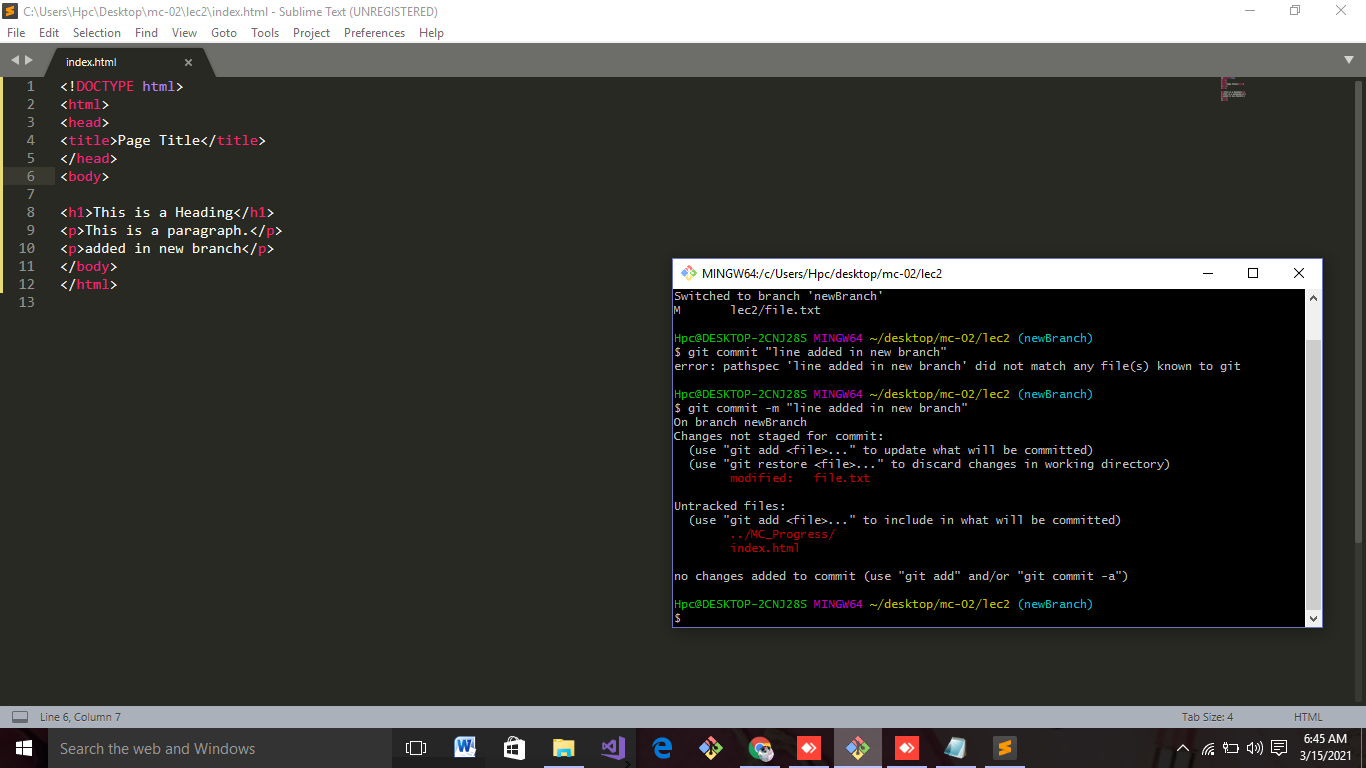 C:\Users\Hpc\Desktop\mc-02\lec2\index.html - Sublime Text (UNREGISTERED)
File Edit Selection Find View Goto Tools Project Preferences Help
index.html
1 <!DOCTYPE html>
2 <html>
3 <head>
4 <title>Page Title</title>
5 </head>
6 <body>
7
8 <h1>This is a Heading</h1>
9 <p>This is a paragraph.</p>
10 <p>added in new branch</p>
11 </body>
12 </html>
13
MINGW64:/c/Users/Hpc/desktop/mc-02/lec2
Switched to branch 'newBranch'
M lec2/file.txt
Hpc@DESKTOP-2CNJ28S MINGW64 ~/desktop/mc-02/lec2 (newBranch)
$ git commit "line added in new branch"
error: pathspec 'line added in new branch' did not match any file(s) known to git
Hpc@DESKTOP-2CNJ28S MINGW64 ~/desktop/mc-02/lec2 (newBranch)
$ git commit -m "line added in new branch"
On branch newBranch
Changes not staged for commit:
(use "git add <file>..." to update what will be committed)
(use "git restore <file>..." to discard changes in working directory)
modified: file.txt
Untracked files:
(use "git add <file>..." to include in what will be committed)
../MC_Progress/
index.html
no changes added to commit (use "git add" and/or "git commit -a")
Hpc@DESKTOP-2CNJ28S MINGW64 ~/desktop/mc-02/lec2 (newBranch)
$
Line 6, Column 7 Tab Size: 4 HTML
Search the web and Windows
6:45 AM
3/15/2021